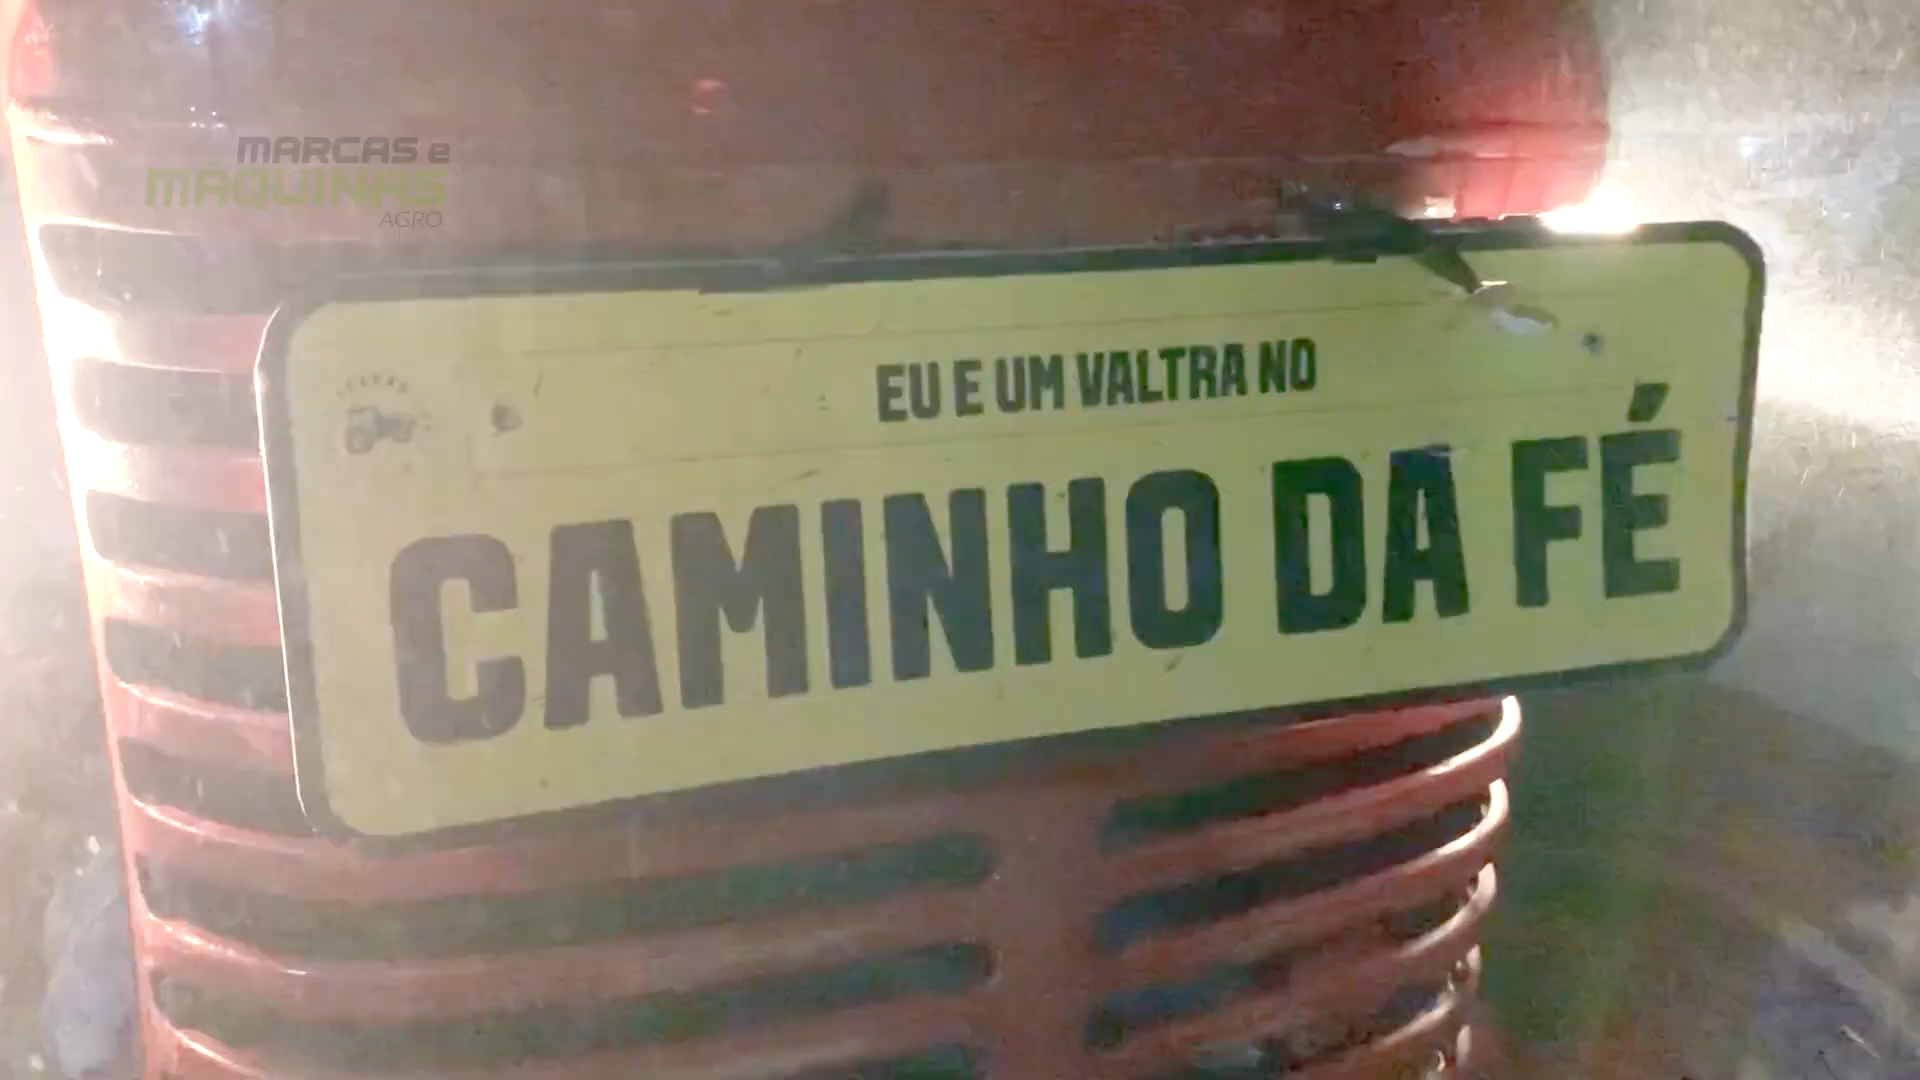 MARCAS e
MÁQUINAS
AGRO
EU E UM VALTRA NO
CAMINHO DA FÉ